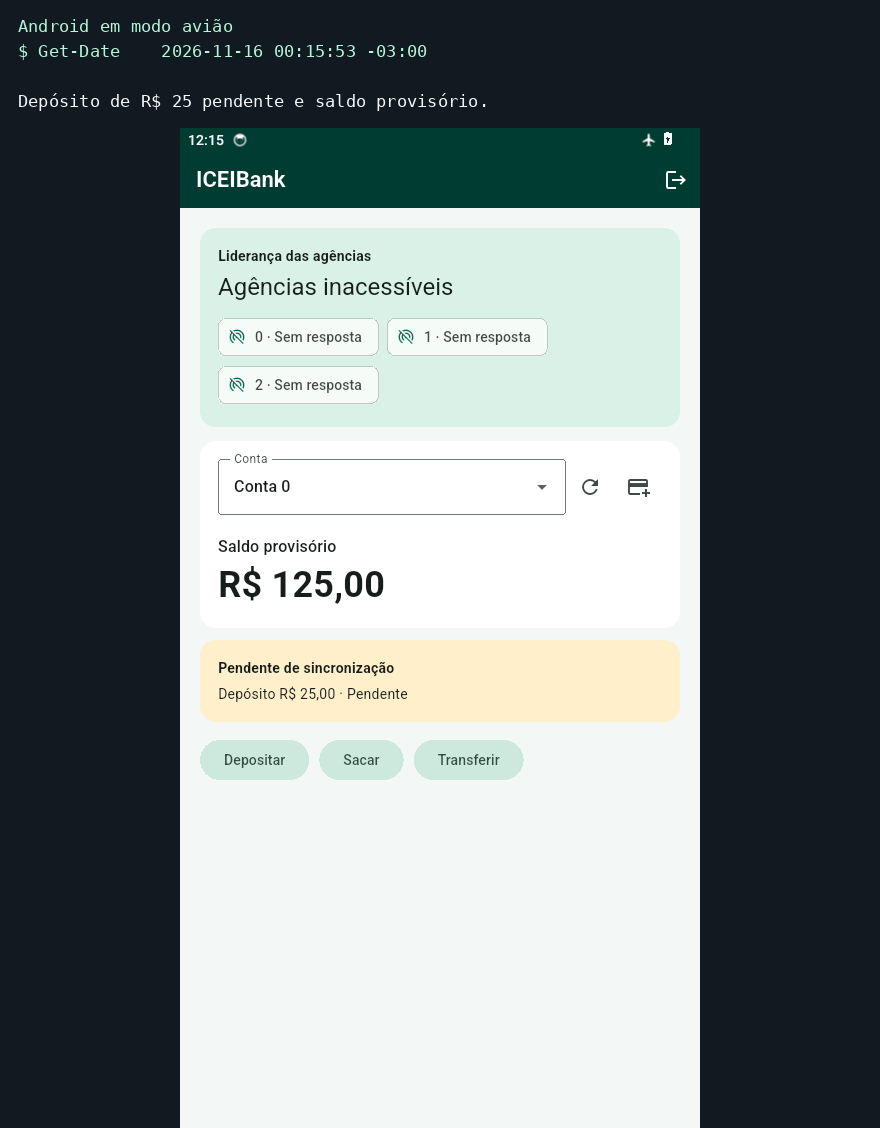 Android em modo avião
$ Get-Date    2026-11-16 00:15:53 -03:00
Depósito de R$ 25 pendente e saldo provisório.
12:15
ICEIBank
Liderança das agências
Agências inacessíveis
0 · Sem resposta
1 · Sem resposta
2 · Sem resposta
Conta
Conta 0
Saldo provisório
R$ 125,00
Pendente de sincronização
Depósito R$ 25,00 · Pendente
Depositar
Sacar
Transferir